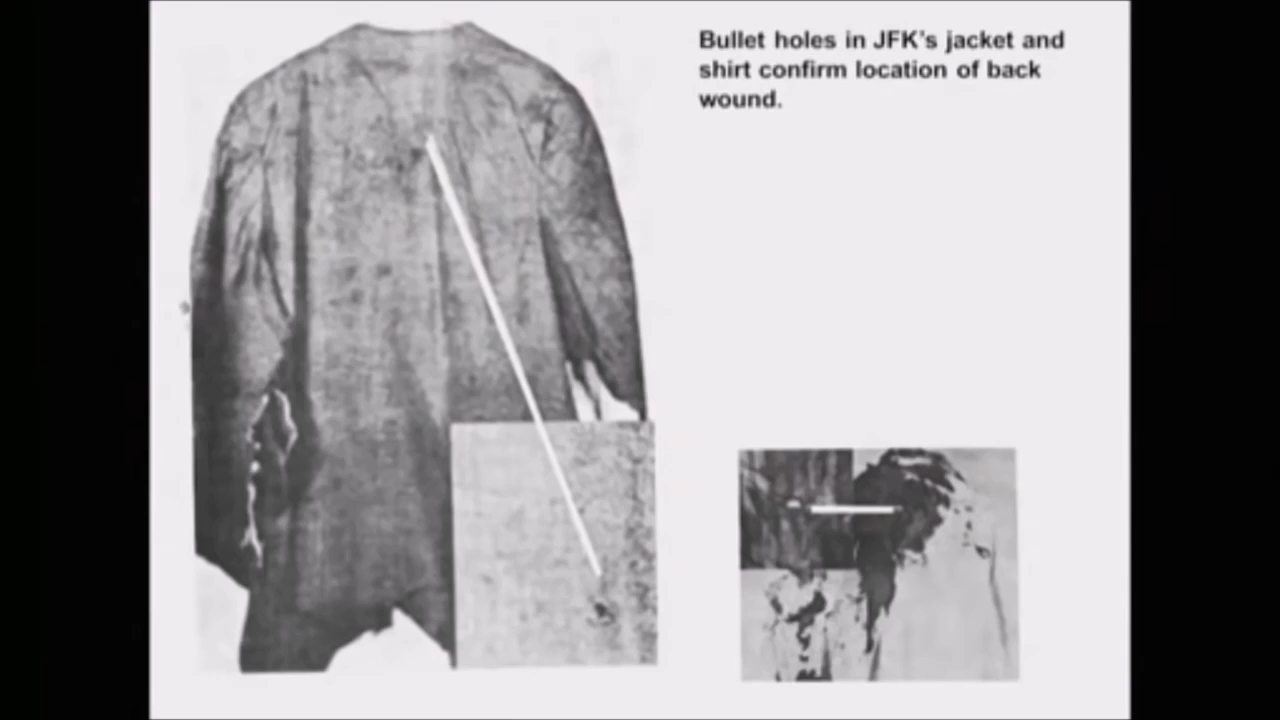 Bullet holes in JFK's jacket and
shirt confirm location of back
wound.